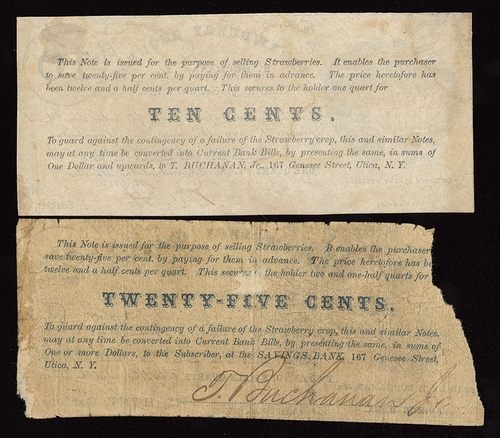 This Note is issued for the purpose of selling Strawberries. It enables the purchaser
to save twenty-five per cent. by paying for them in advance. The price heretofore has
been twelve and a half cents per quart. This secures to the holder one quart for
TEN CENTS.
To guard against the contingency of a failure of the Strawberry crop, this and similar Notes,
may at any time be converted into Current Bank Bills, by presenting the same, in sums of
One Dollar and upwards, to T. BUCHANAN, Jr., 167 Genesee Street, Utica, N. Y.
This Note is issued for the purpose of selling Strawberries. It enables the purchaser
save twenty-five per cent. by paying for them in advance. The price heretofore has be
twelve and a half cents per quart. This secures to the holder two and one-half quarts for
TWENTY-FIVE CENTS.
To guard against the contingency of a failure of the Strawberry crop, this and similar Notes,
may at any time be converted into Current Bank Bills, by presenting the same, in sums of
One or more Dollars, to the Subscriber, at the SAVINGS BANK, 167 Genesee Street,
Utica, N. Y.
T. Buchanan Jr.